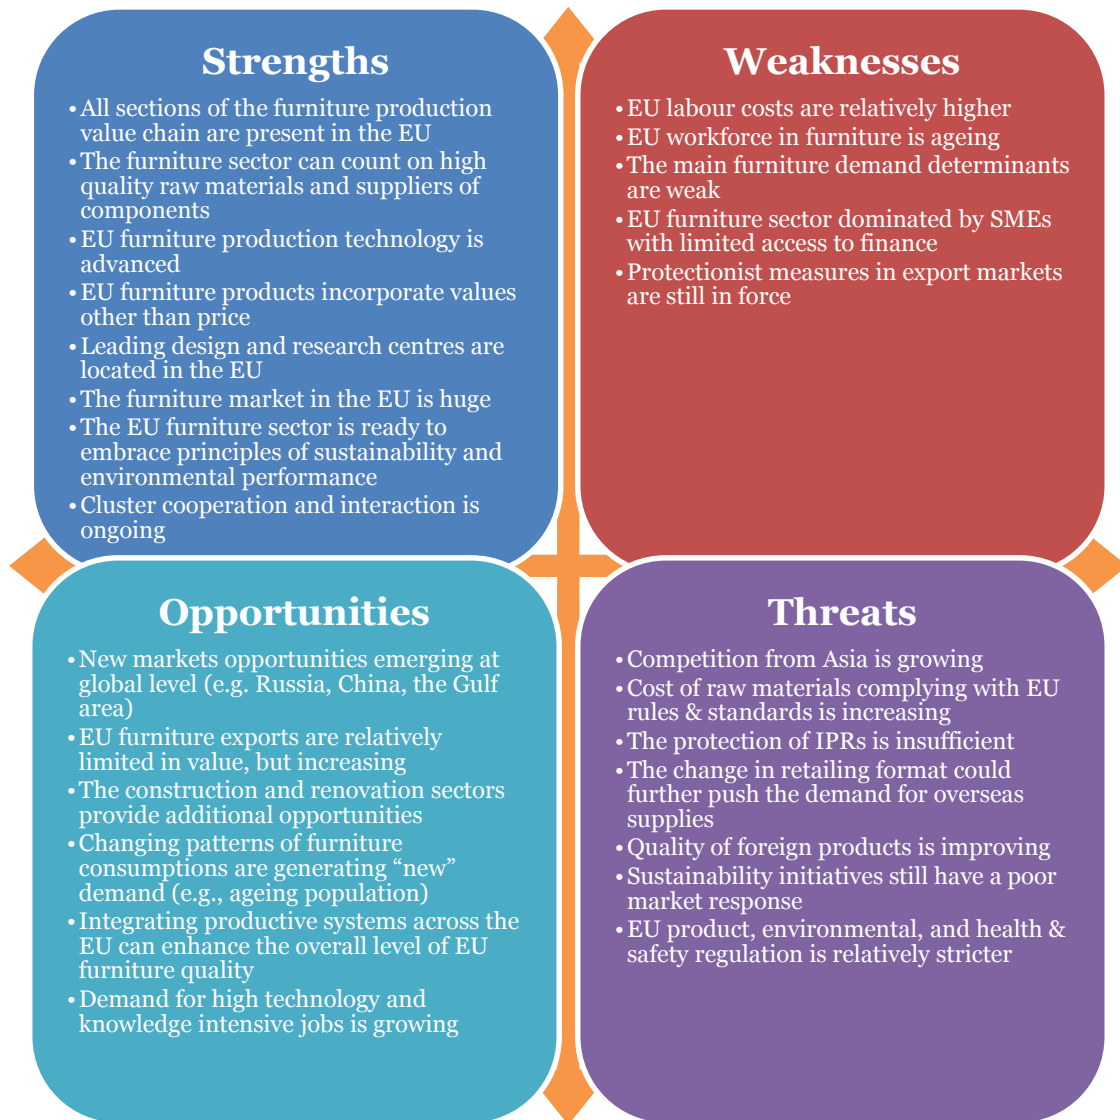 Strengths
•All sections of the furniture production
value chain are present in the EU
•The furniture sector can count on high
quality raw materials and suppliers of
components
•EU furniture production technology is
advanced
•EU furniture products incorporate values
other than price
•Leading design and research centres are
located in the EU
•The furniture market in the EU is huge
•The EU furniture sector is ready to
embrace principles of sustainability and
environmental performance
•Cluster cooperation and interaction is
ongoing
Weaknesses
•EU labour costs are relatively higher
•EU workforce in furniture is ageing
•The main furniture demand determinants
are weak
•EU furniture sector dominated by SMEs
with limited access to finance
•Protectionist measures in export markets
are still in force
Opportunities
•New markets opportunities emerging at
global level (e.g. Russia, China, the Gulf
area)
•EU furniture exports are relatively
limited in value, but increasing
•The construction and renovation sectors
provide additional opportunities
•Changing patterns of furniture
consumptions are generating “new”
demand (e.g., ageing population)
•Integrating productive systems across the
EU can enhance the overall level of EU
furniture quality
•Demand for high technology and
knowledge intensive jobs is growing
Threats
•Competition from Asia is growing
•Cost of raw materials complying with EU
rules & standards is increasing
•The protection of IPRs is insufficient
•The change in retailing format could
further push the demand for overseas
supplies
•Quality of foreign products is improving
•Sustainability initiatives still have a poor
market response
•EU product, environmental, and health &
safety regulation is relatively stricter